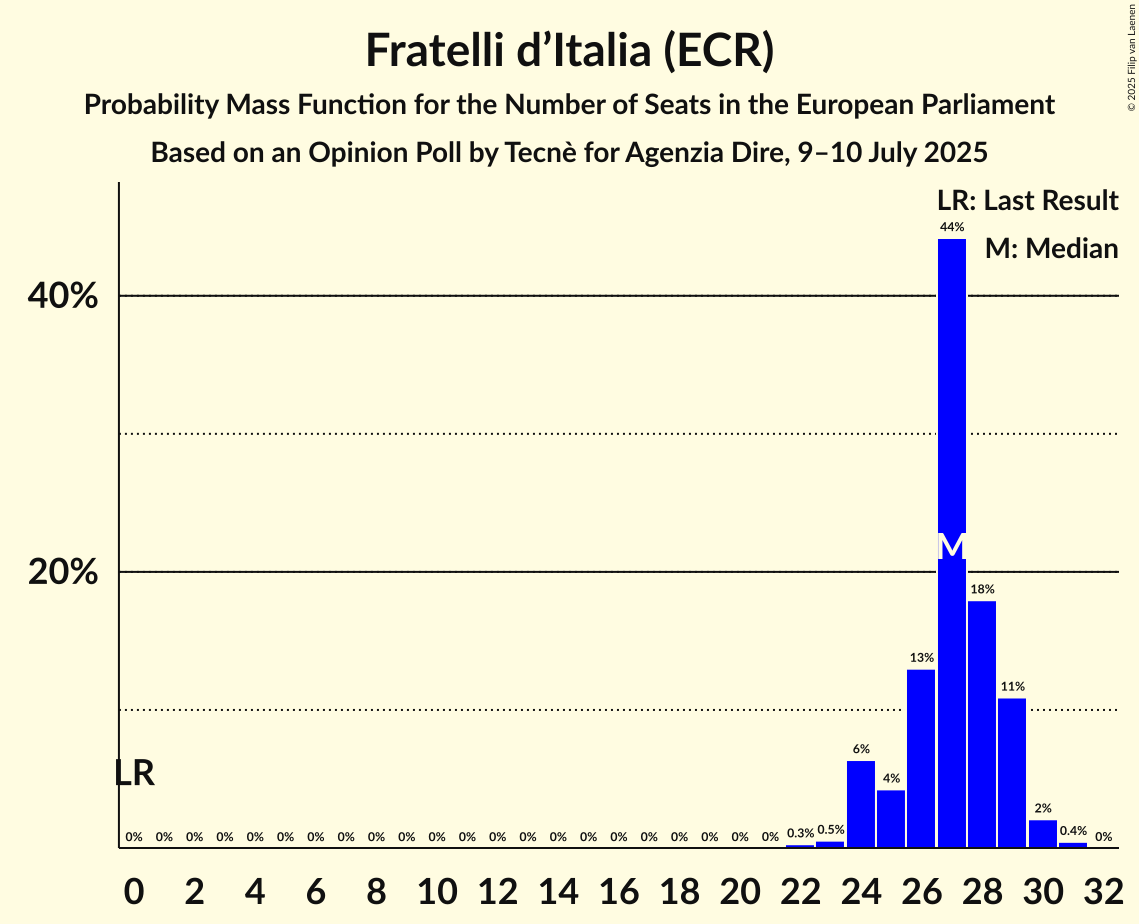 © 2025 Filip van Laenen
Fratelli d’Italia (ECR)
Probability Mass Function for the Number of Seats in the European Parliament
Based on an Opinion Poll by Tecnè for Agenzia Dire, 9–10 July 2025
LR: Last Result
M: Median
44%
40%
M
20%
18%
13%
11%
6%
4%
LR
2%
0% 0% 0% 0% 0% 0% 0% 0% 0% 0% 0% 0% 0% 0% 0% 0% 0% 0% 0% 0% 0% 0% 0.3% 0.5% 0.4% 0%
0 2 4 6 8 10 12 14 16 18 20 22 24 26 28 30 32